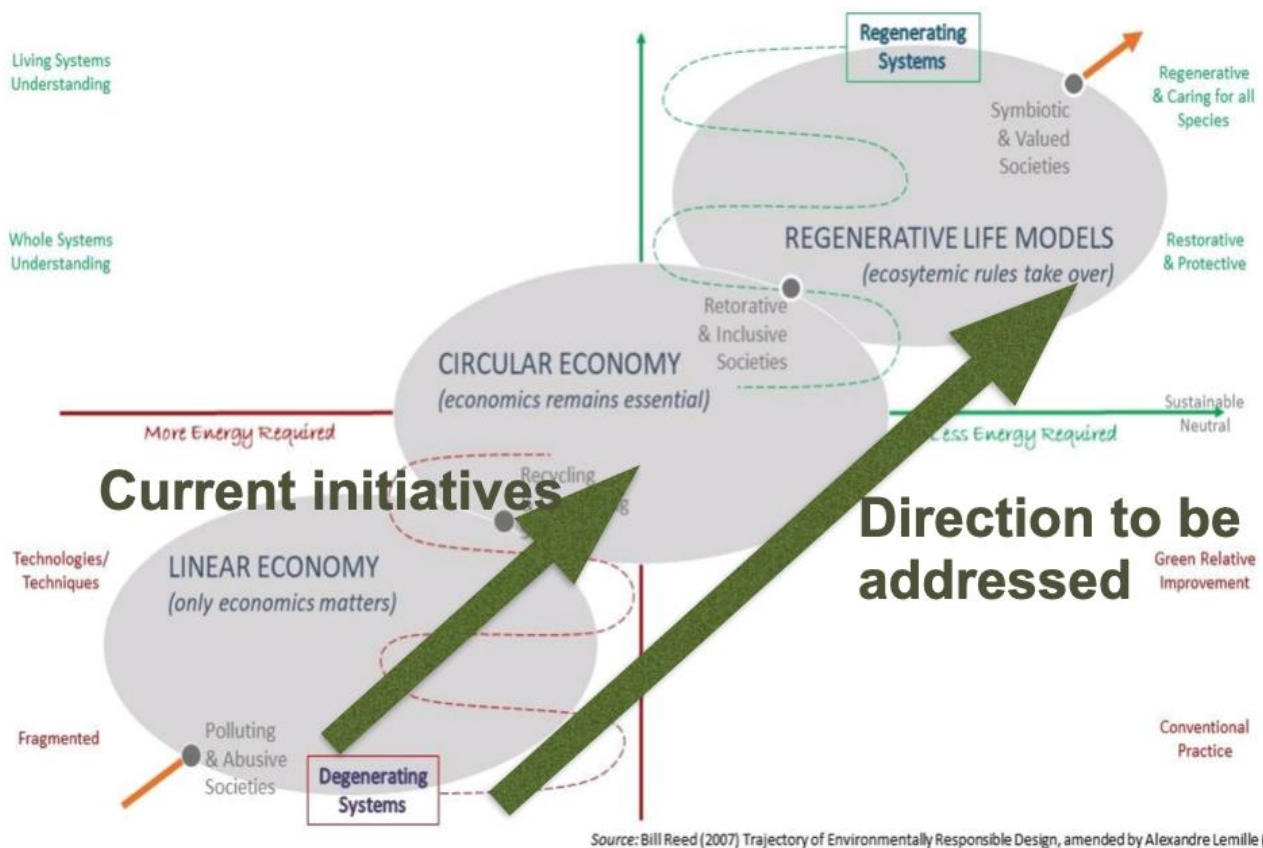 Living Systems
Understanding
Regenerating
Systems
Regenerative
& Caring for all
Species
Symbiotic
& Valued
Societies
Whole Systems
Understanding
REGENERATIVE LIFE MODELS
(ecosytemic rules take over)
Restorative
& Protective
Retorative
& Inclusive
Societies
CIRCULAR ECONOMY
(economics remains essential)
More Energy Required
Less Energy Required
Sustainable
Neutral
Recycling
Current initiatives
Direction to be
addressed
Technologies/
Techniques
LINEAR ECONOMY
(only economics matters)
Green Relative
Improvement
Fragmented
Polluting
& Abusive
Societies
Degenerating
Systems
Conventional
Practice
Source: Bill Reed (2007) Trajectory of Environmentally Responsible Design, amended by Alexandre Lemille (